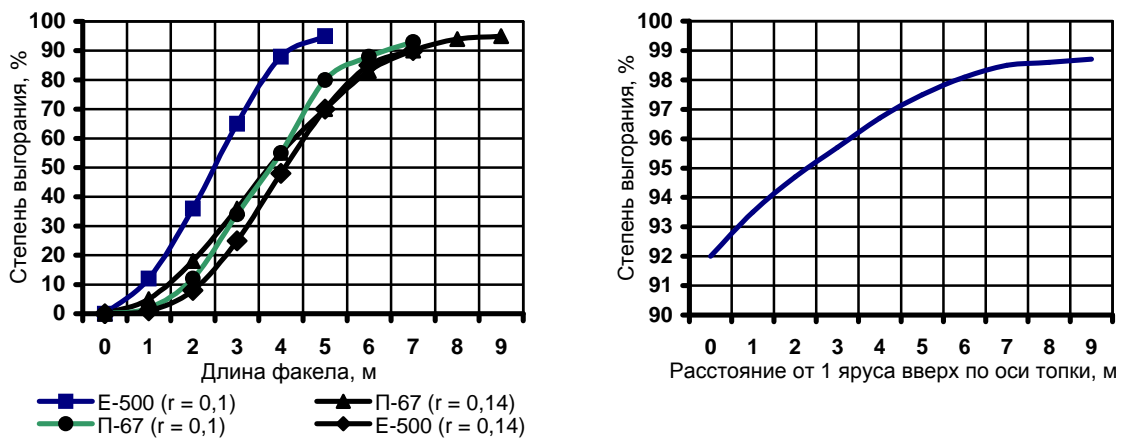 100
90
80
70
60
50
40
30
20
10
0
Степень выгорания, %
0 1 2 3 4 5 6 7 8 9
Длина факела, м
Е-500 (r = 0,1)
П-67 (r = 0,14)
П-67 (r = 0,1)
Е-500 (r = 0,14)
100
99
98
97
96
95
94
93
92
91
90
Степень выгорания, %
0 1 2 3 4 5 6 7 8 9
Расстояние от 1 яруса вверх по оси топки, м